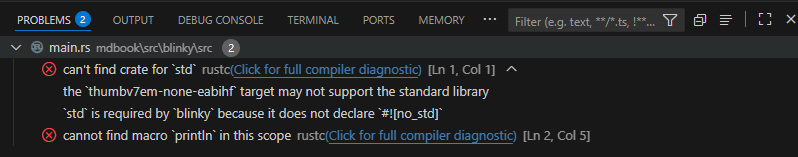 PROBLEMS 2 OUTPUT DEBUG CONSOLE TERMINAL PORTS MEMORY ··· Filter (e.g. text, **/*.ts, !**...
main.rs mdbook\src\blinky\src 2
can't find crate for `std` rustc(Click for full compiler diagnostic) [Ln 1, Col 1]
the `thumbv7em-none-eabihf` target may not support the standard library
`std` is required by `blinky` because it does not declare `#![no_std]`
cannot find macro `println` in this scope rustc(Click for full compiler diagnostic) [Ln 2, Col 5]